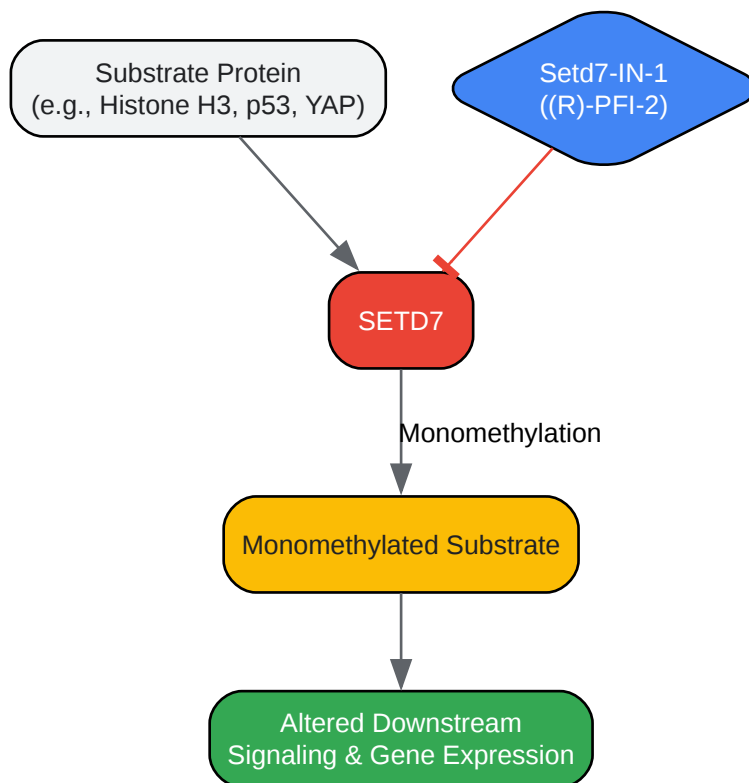 Substrate Protein
(e.g., Histone H3, p53, YAP)
Setd7-IN-1
((R)-PFI-2)
SETD7
Monomethylation
Monomethylated Substrate
Altered Downstream
Signaling & Gene Expression